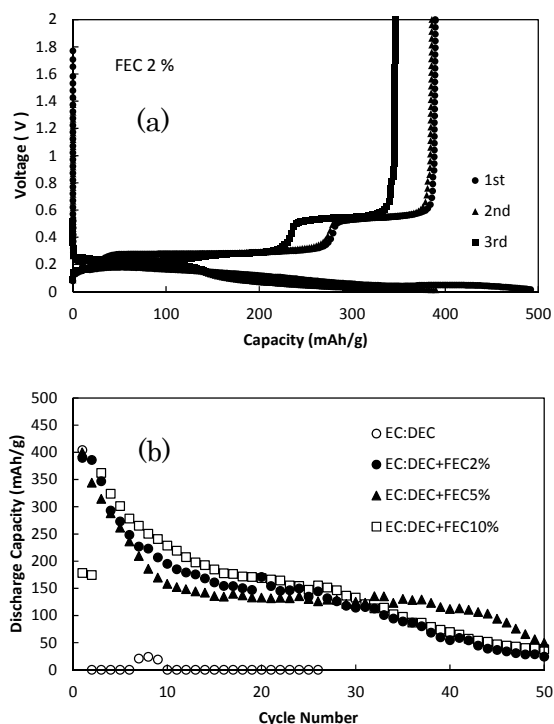 2
1.8
1.6
1.4
1.2
1
0.8
0.6
0.4
0.2
0
Voltage ( V )
FEC 2 %
(a)
1st
2nd
3rd
0 100 200 300 400 500
Capacity (mAh/g)
500
450
400
350
300
250
200
150
100
50
0
Discharge Capacity (mAh/g)
(b)
EC:DEC
EC:DEC+FEC2%
EC:DEC+FEC5%
EC:DEC+FEC10%
0 10 20 30 40 50
Cycle Number